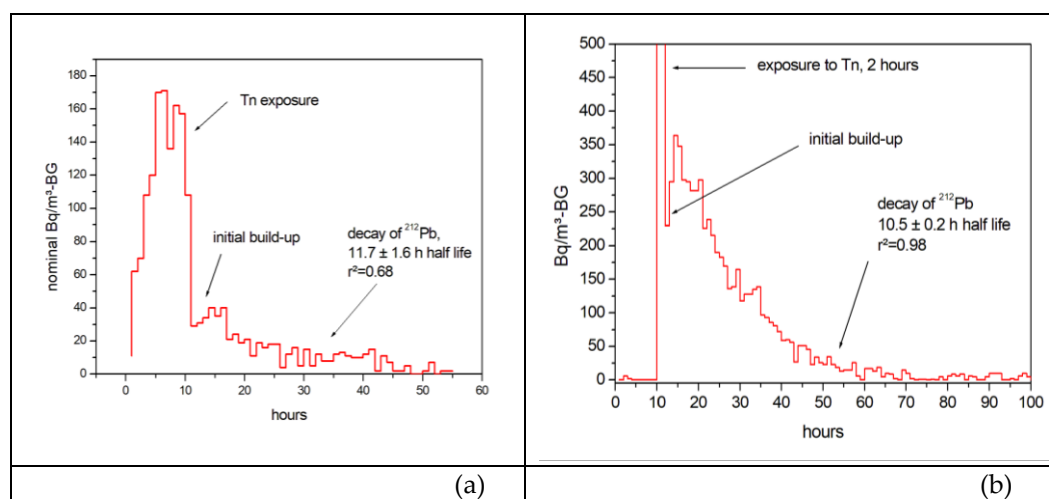 180
160
140
120
100
80
60
40
20
0
nominal Bq/m³-BG
Tn exposure
initial build-up
decay of ²¹²Pb,
11.7 ± 1.6 h half life
r²=0.68
0 10 20 30 40 50 60
hours
(a)
500
450
400
350
300
250
200
150
100
50
0
Bq/m³-BG
exposure to Tn, 2 hours
initial build-up
decay of ²¹²Pb
10.5 ± 0.2 h half life
r²=0.98
0 10 20 30 40 50 60 70 80 90 100
hours
(b)